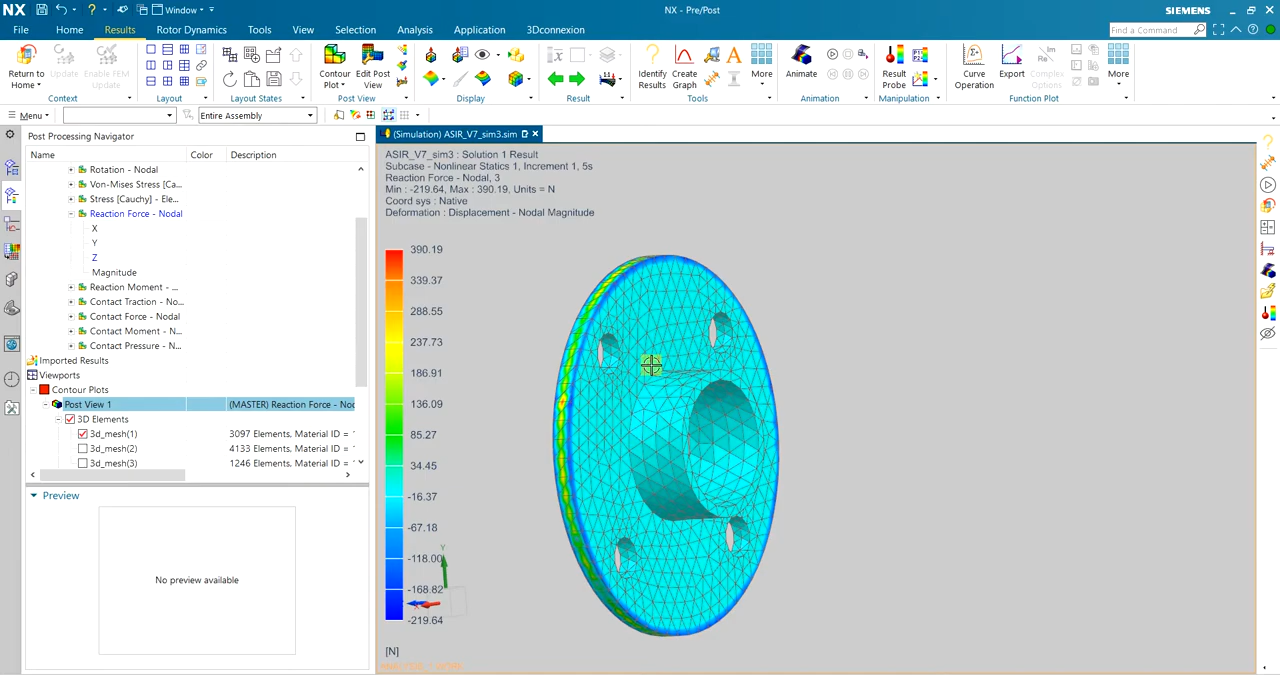 NX
Window
NX - Pre/Post
SIEMENS
File
Home
Results
Rotor Dynamics
Tools
View
Selection
Analysis
Application
3Dconnexion
Find a Command
Return to Home
Update
Enable FEM Update
Context
Layout
Layout States
Contour Plot
Edit Post View
Post View
Display
Result
Identify Results
Create Graph
More
Tools
Animate
Animation
Result Probe
Manipulation
Curve Operation
Export
Complex Options
More
Function Plot
Menu
Entire Assembly
Post Processing Navigator
(Simulation) ASIR_V7_sim3.sim
Name
Color
Description
Rotation - Nodal
Von-Mises Stress [Ca...
Stress [Cauchy] - Ele...
Reaction Force - Nodal
X
Y
Z
Magnitude
Reaction Moment - ...
Contact Traction - No...
Contact Force - Nodal
Contact Moment - N...
Contact Pressure - N...
Imported Results
Viewports
Contour Plots
Post View 1
(MASTER) Reaction Force - Nod
3D Elements
3d_mesh(1)
3097 Elements, Material ID =
3d_mesh(2)
4133 Elements, Material ID =
3d_mesh(3)
1246 Elements, Material ID =
Preview
No preview available
ASIR_V7_sim3 : Solution 1 Result
Subcase - Nonlinear Statics 1, Increment 1, 5s
Reaction Force - Nodal, 3
Min : -219.64, Max : 390.19, Units = N
Coord sys : Native
Deformation : Displacement - Nodal Magnitude
390.19
339.37
288.55
237.73
186.91
136.09
85.27
34.45
-16.37
-67.18
-118.00
-168.82
-219.64
Y
[N]